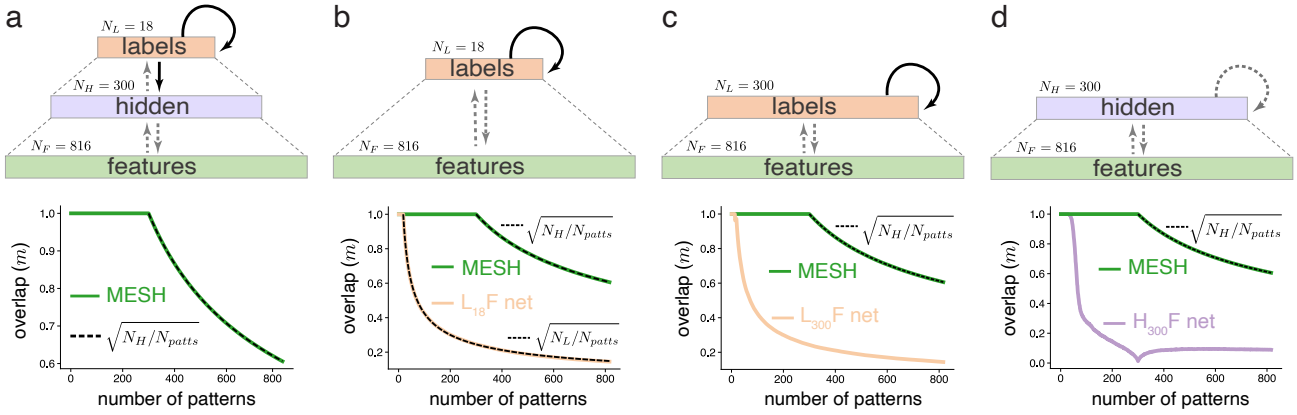 a
N_L = 18
labels
N_H = 300
hidden
N_F = 816
features
1.0
0.9
0.8
0.7
0.6
overlap (m)
MESH
√N_H/N_patts
0
200
400
600
800
number of patterns
b
N_L = 18
labels
N_F = 816
features
1.0
0.8
0.6
0.4
0.2
overlap (m)
√N_H/N_patts
MESH
L₁₈F net
√N_L/N_patts
0
200
400
600
800
number of patterns
c
N_L = 300
labels
N_F = 816
features
1.0
0.8
0.6
0.4
0.2
overlap (m)
√N_H/N_patts
MESH
L₃₀₀F net
0
200
400
600
800
number of patterns
d
N_H = 300
hidden
N_F = 816
features
1.0
0.8
0.6
0.4
0.2
0.0
overlap (m)
√N_H/N_patts
MESH
H₃₀₀F net
0
200
400
600
800
number of patterns